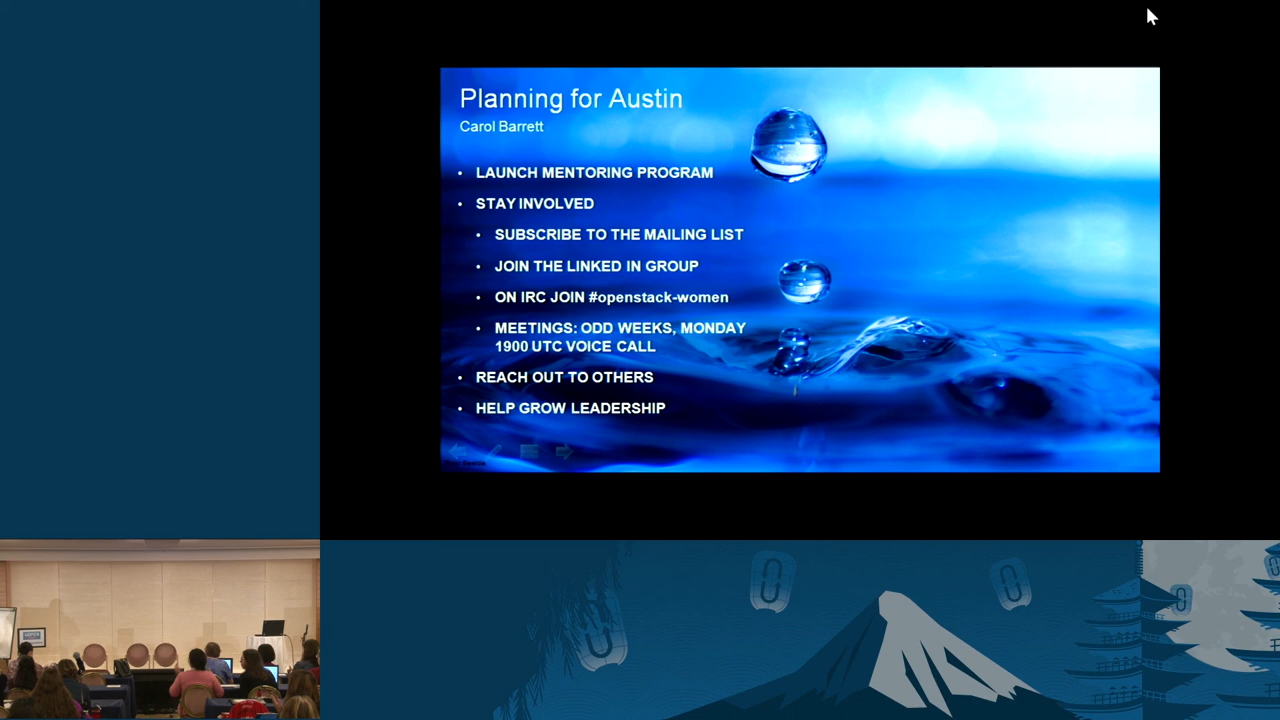 Planning for Austin
Carol Barrett
• LAUNCH MENTORING PROGRAM
• STAY INVOLVED
• SUBSCRIBE TO THE MAILING LIST
• JOIN THE LINKED IN GROUP
• ON IRC JOIN #openstack-women
• MEETINGS: ODD WEEKS, MONDAY
1900 UTC VOICE CALL
• REACH OUT TO OTHERS
• HELP GROW LEADERSHIP